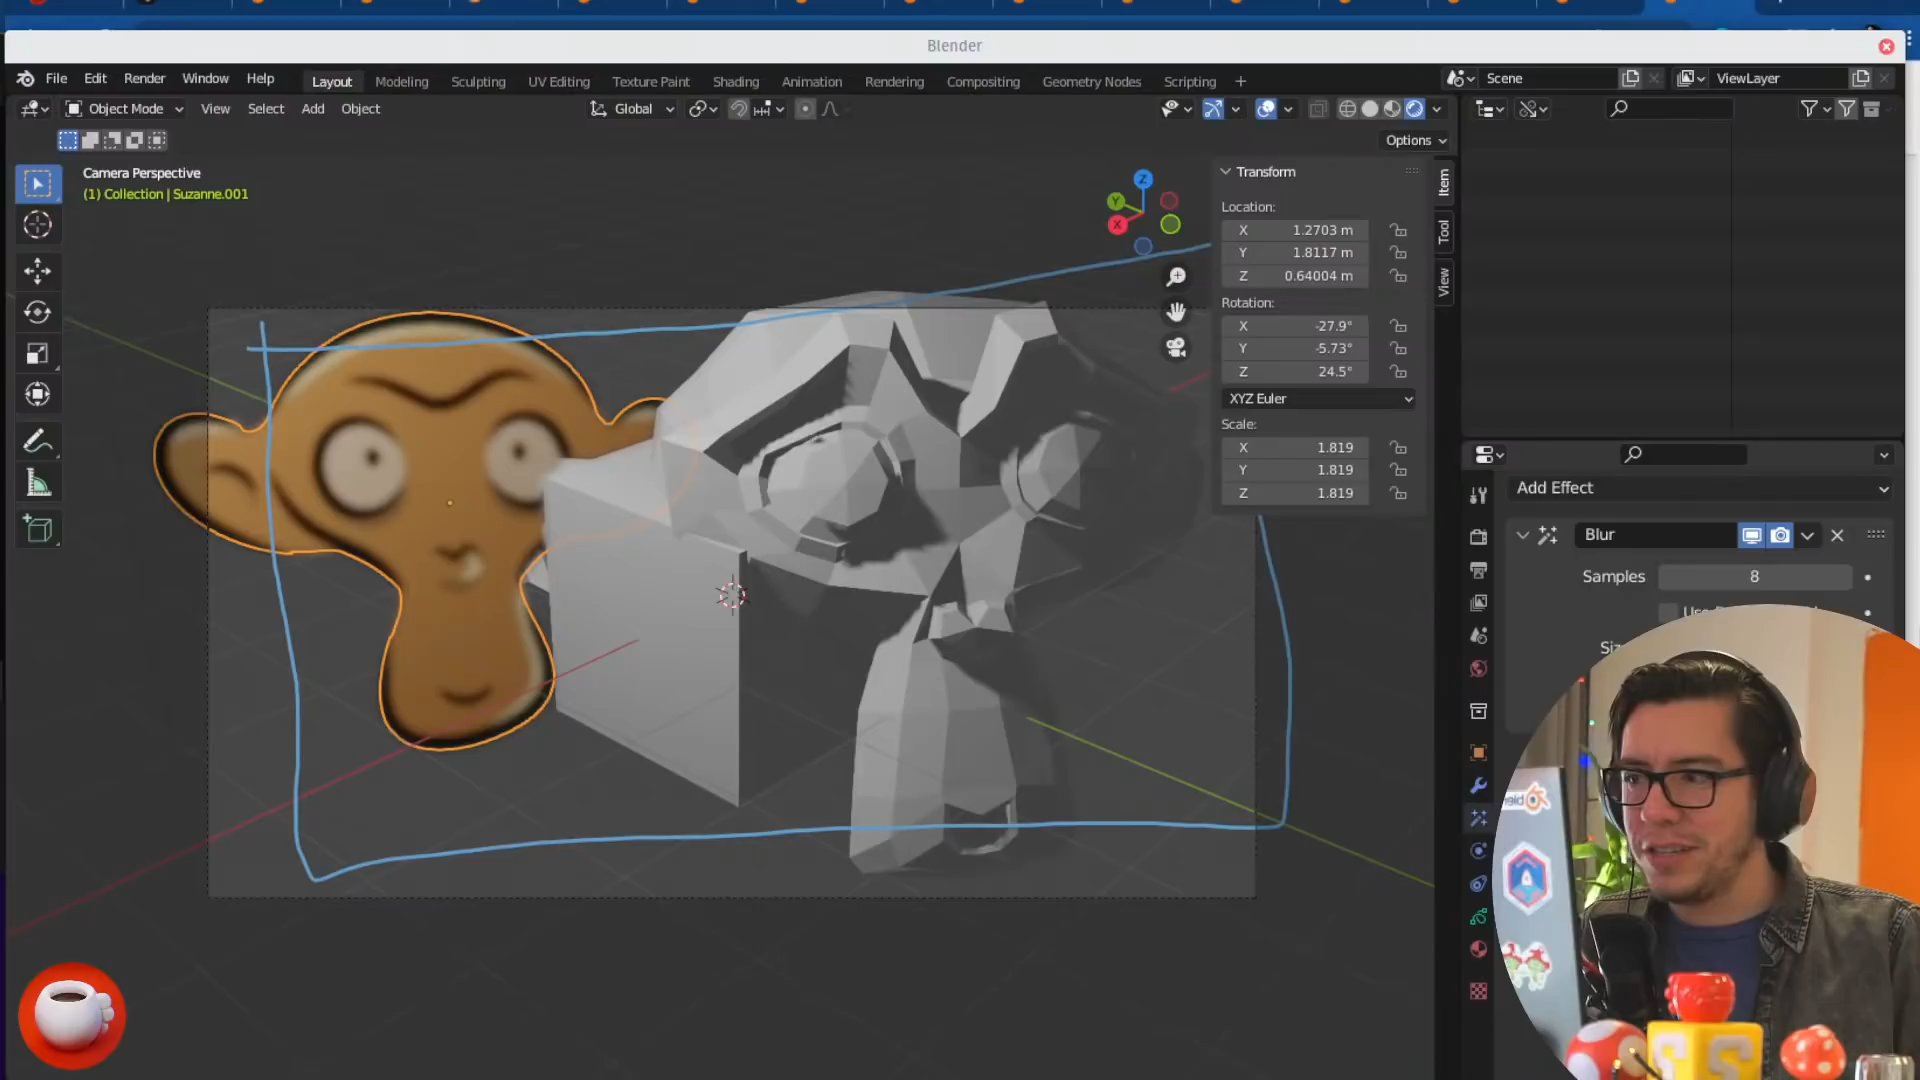 Blender
File Edit Render Window Help Layout Modeling Sculpting UV Editing Texture Paint Shading Animation Rendering Compositing Geometry Nodes Scripting + Scene ViewLayer
Object Mode View Select Add Object Global
Options
Camera Perspective
(1) Collection | Suzanne.001
Z
Y
X
Transform
Location:
X 1.2703 m
Y 1.8117 m
Z 0.64004 m
Rotation:
X -27.9°
Y -5.73°
Z 24.5°
XYZ Euler
Scale:
X 1.819
Y 1.819
Z 1.819
Item
Tool
View
Add Effect
Blur
Samples 8
S S